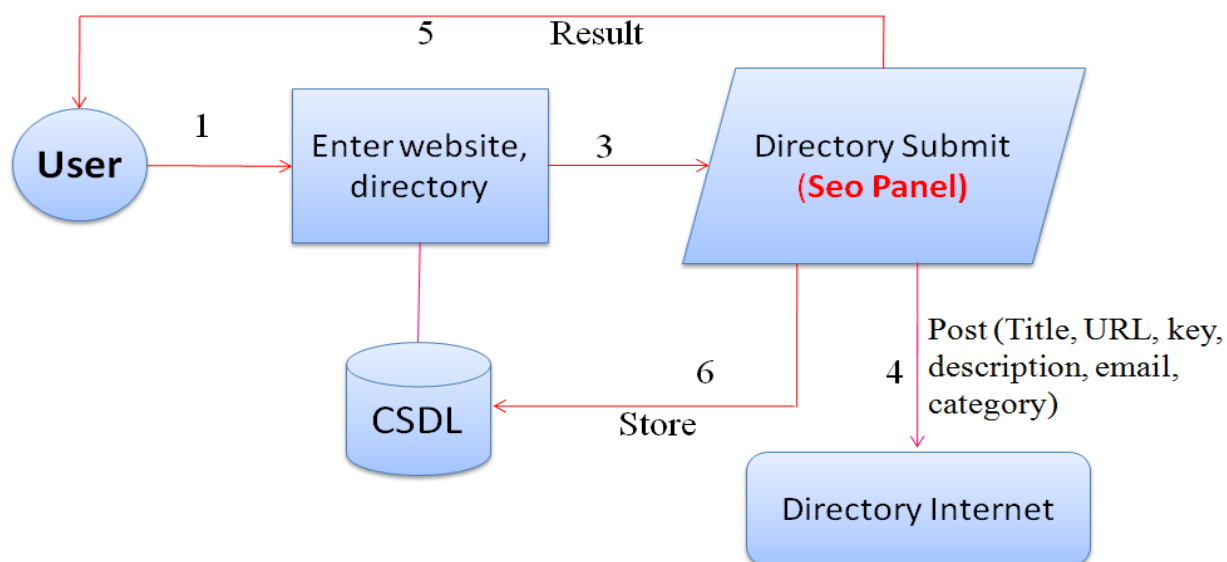 5 Result
1
User
Enter website,
directory
3
Directory Submit
(Seo Panel)
Post (Title, URL, key,
description, email,
category)
4
6
Store
CSDL
Directory Internet